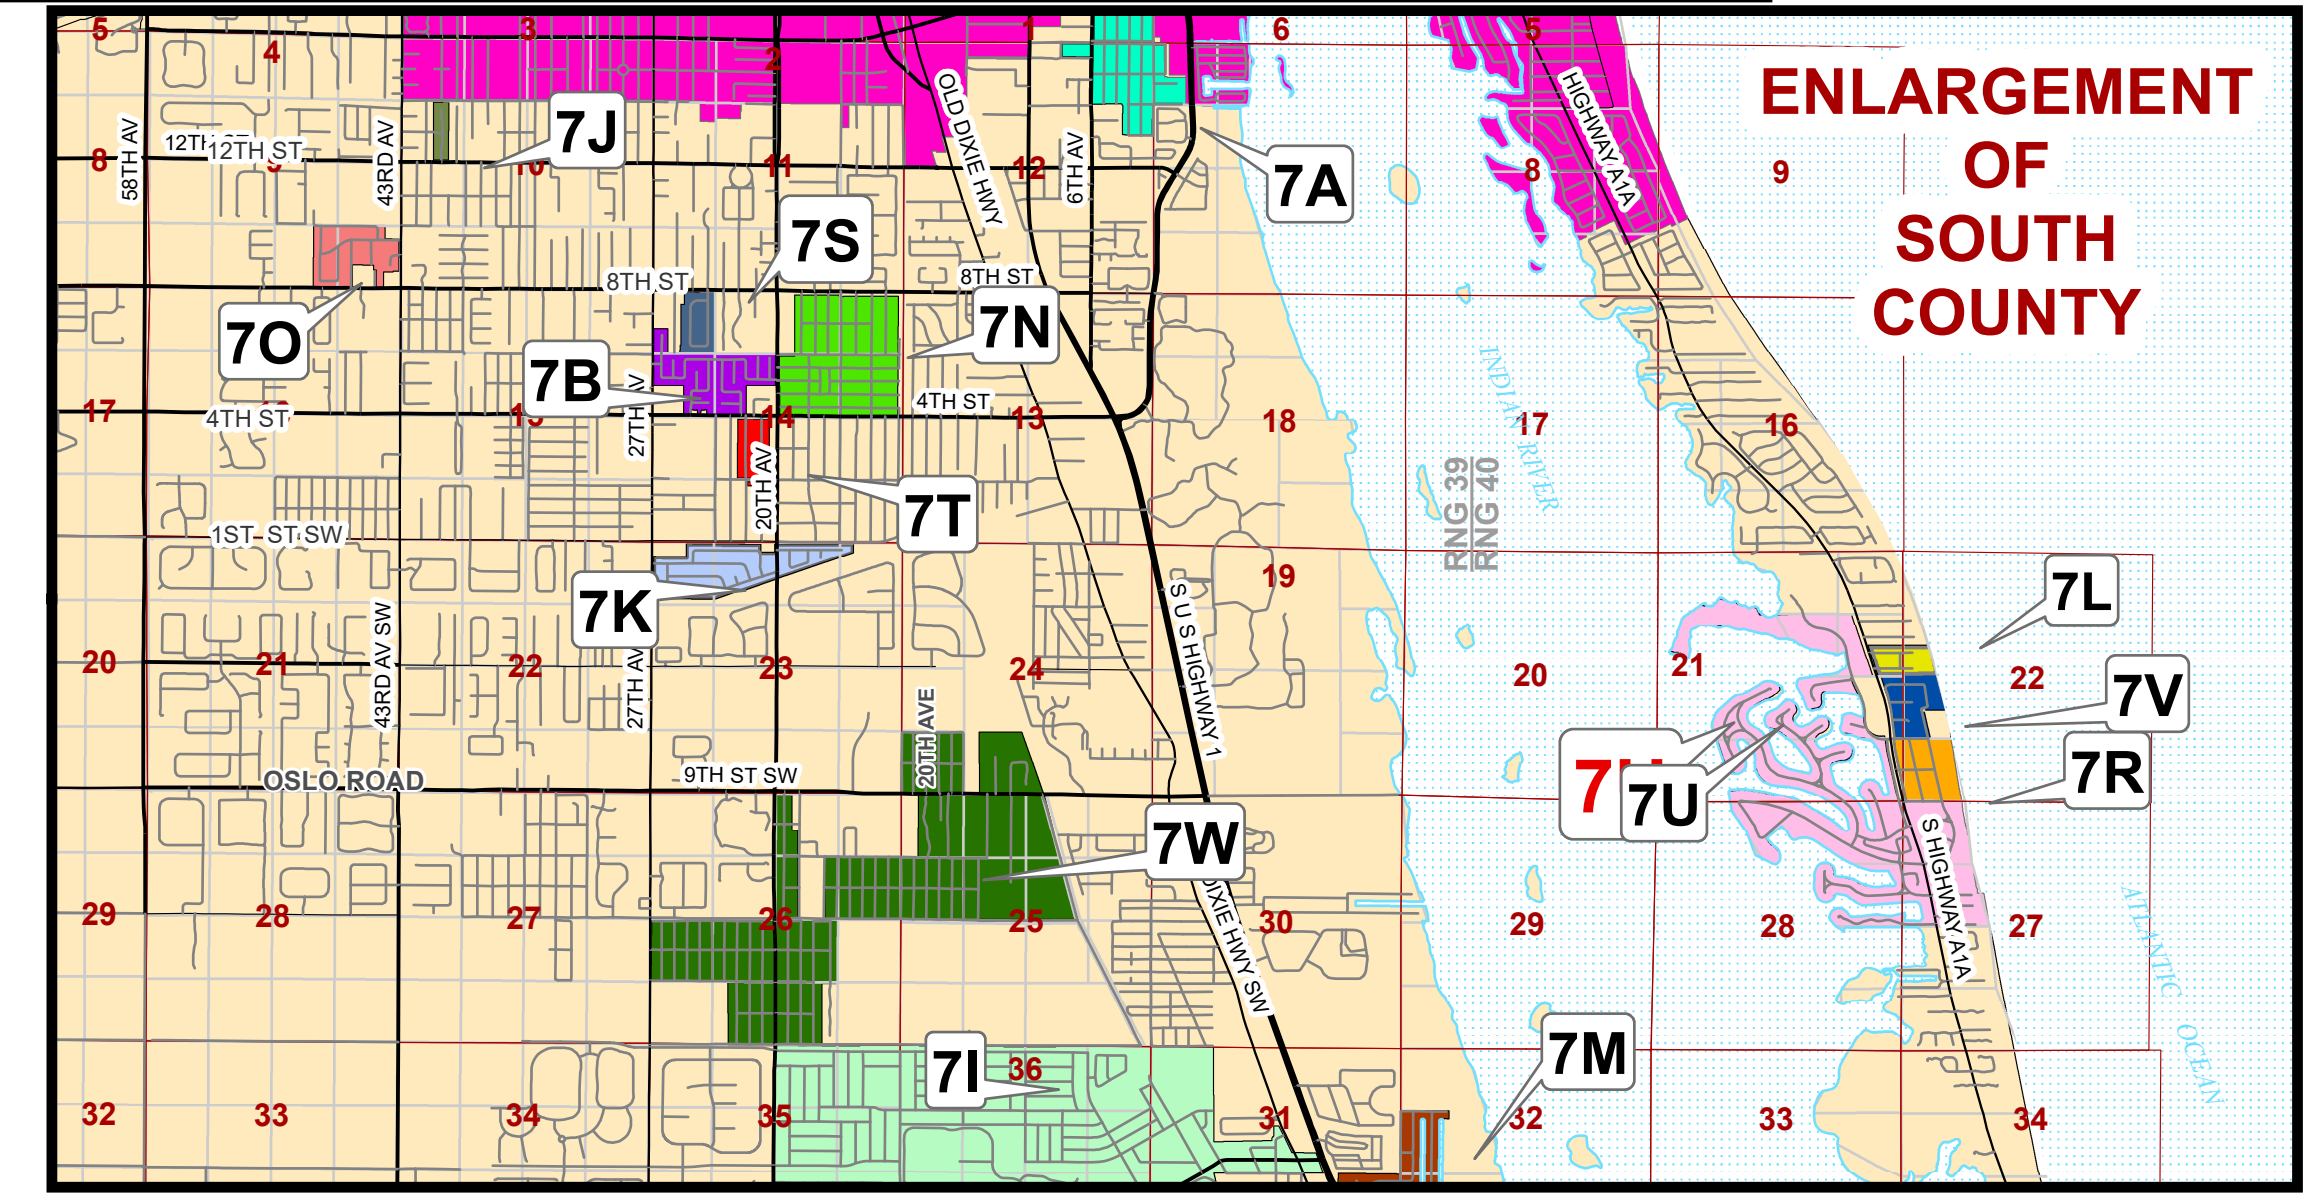 ENLARGEMENT
OF
SOUTH
COUNTY
5
4
3
2
1
6
5
58TH AV
12TH ST
43RD AV
7J
OLD DIXIE HWY
6TH AV
7A
HIGHWAY A1A
8
9
10
11
12
8
9
7S
8TH ST
8TH ST
7O
7N
7B
27TH AV
4TH ST
4TH ST
17
15
14
13
18
17
16
INDIAN RIVER
RNG 39
RNG 40
20TH AV
7T
1ST ST SW
7K
19
S U S HIGHWAY 1
7L
43RD AV SW
27TH AV
20
21
22
23
24
20
21
22
7V
20TH AVE
7U
7R
OSLO ROAD
9TH ST SW
7W
S HIGHWAY A1A
29
28
27
26
25
30
29
28
27
DIXIE HWY SW
ATLANTIC OCEAN
7I
36
7M
32
33
34
35
31
32
33
34